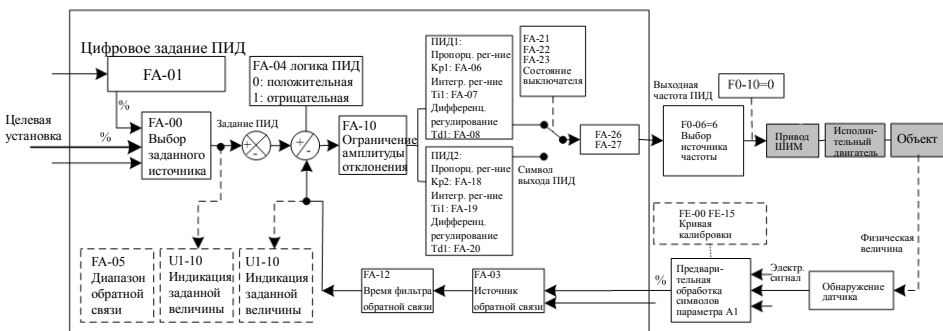 Цифровое задание ПИД
FA-01
%
Целевая
установка
%
FA-00
Выбор
заданного
источника
Задание ПИД
FA-04 логика ПИД
0: положительная
1: отрицательная
+
-
+
/-
FA-10
Ограничение
амплитуды
отклонения
ПИД1:
Пропорц. рег-ние
Kp1: FA-06
Интегр. рег-ние
Ti1: FA-07
Дифференц.
регулирование
Td1: FA-08
ПИД2:
Пропорц. рег-ние
Kp2: FA-18
Интегр. рег-ние
Ti1: FA-19
Дифференц.
регулирование
Td1: FA-20
FA-21
FA-22
FA-23
Состояние
выключателя
Символ
выхода ПИД
FA-26
FA-27
Выходная
частота ПИД
F0-10=0
F0-06=6
Выбор
источника
частоты
Привод
ШИМ
Исполни-
тельный
двигатель
Объект
FA-05
Диапазон
обратной
связи
U1-10
Индикация
заданной
величины
U1-10
Индикация
заданной
величины
FA-12
Время фильтра
обратной связи
FA-03
Источник
обратной связи
%
FE-00 FE-15
Кривая
калибровки
Предвари-
тельная
обработка
символов
параметра А1
Электр.
сигнал
Обнаружение
датчика
Физическая
величина